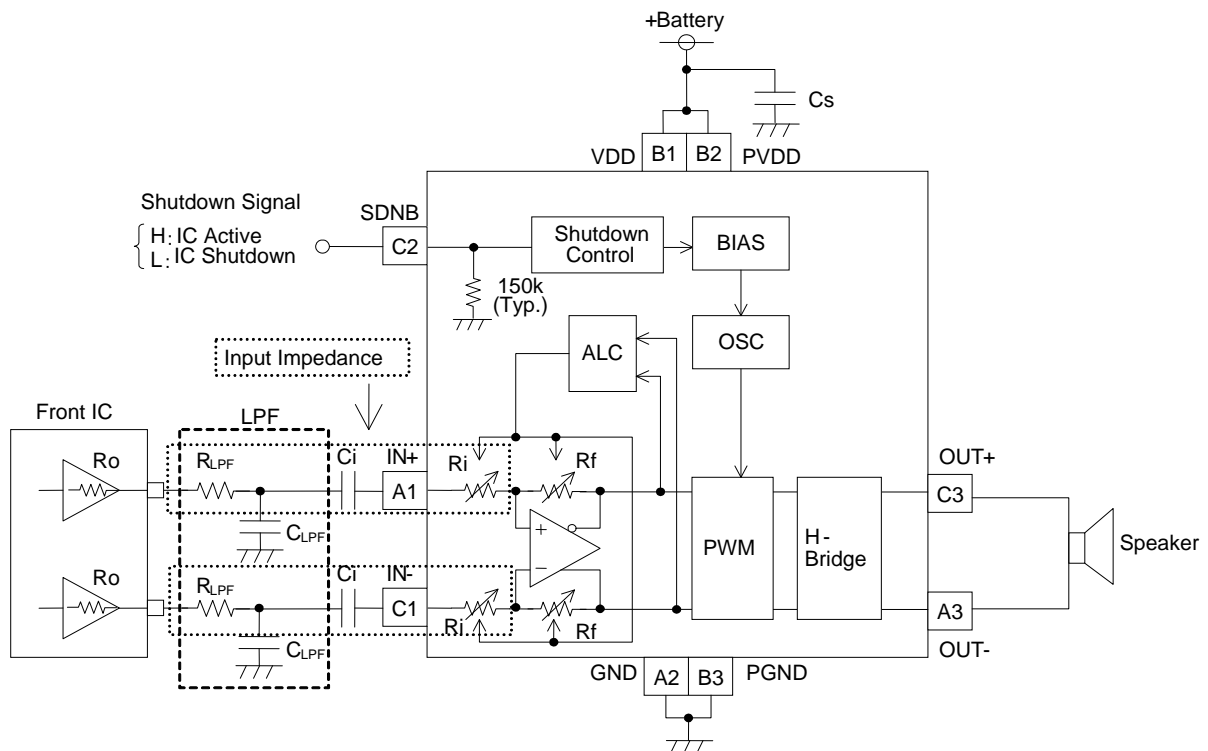 +Battery
Cs
VDD
B1
B2
PVDD
Shutdown Signal
H: IC Active
L: IC Shutdown
SDNB
C2
Shutdown
Control
BIAS
150k
(Typ.)
ALC
OSC
Input Impedance
Front IC
LPF
Ro
RLPF
Ci
IN+
A1
Ri
Rf
OUT+
C3
CLPF
+
PWM
H-
Bridge
Speaker
Ro
RLPF
Ci
IN-
C1
−
Ri
Rf
A3
OUT-
CLPF
GND
A2
B3
PGND